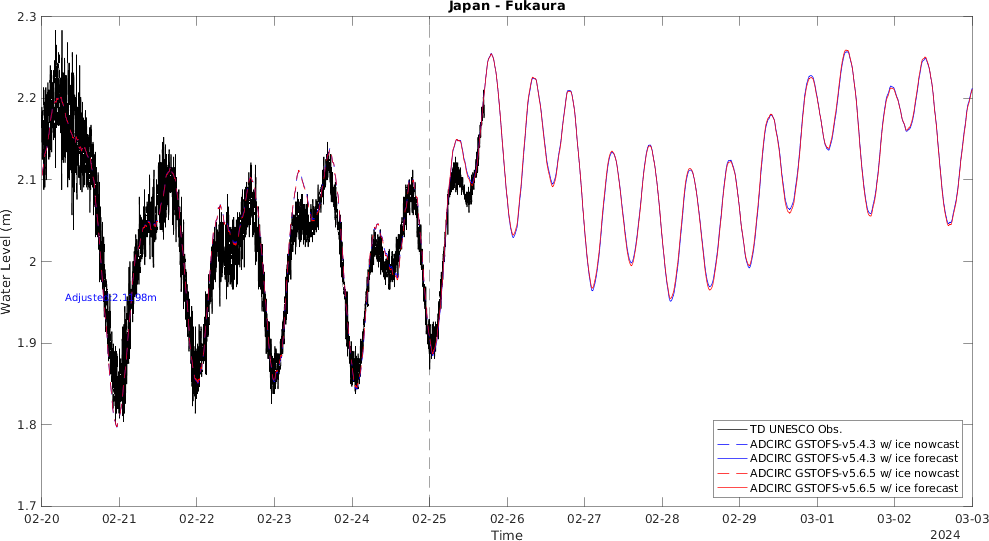 Japan - Fukaura
2.3
2.2
2.1
2
1.9
1.8
1.7
Water Level (m)
02-20
02-21
02-22
02-23
02-24
02-25
02-26
02-27
02-28
02-29
03-01
03-02
03-03
Time
2024
TD UNESCO Obs.
ADCIRC GSTOFS-v5.4.3 w/ ice nowcast
ADCIRC GSTOFS-v5.4.3 w/ ice forecast
ADCIRC GSTOFS-v5.6.5 w/ ice nowcast
ADCIRC GSTOFS-v5.6.5 w/ ice forecast